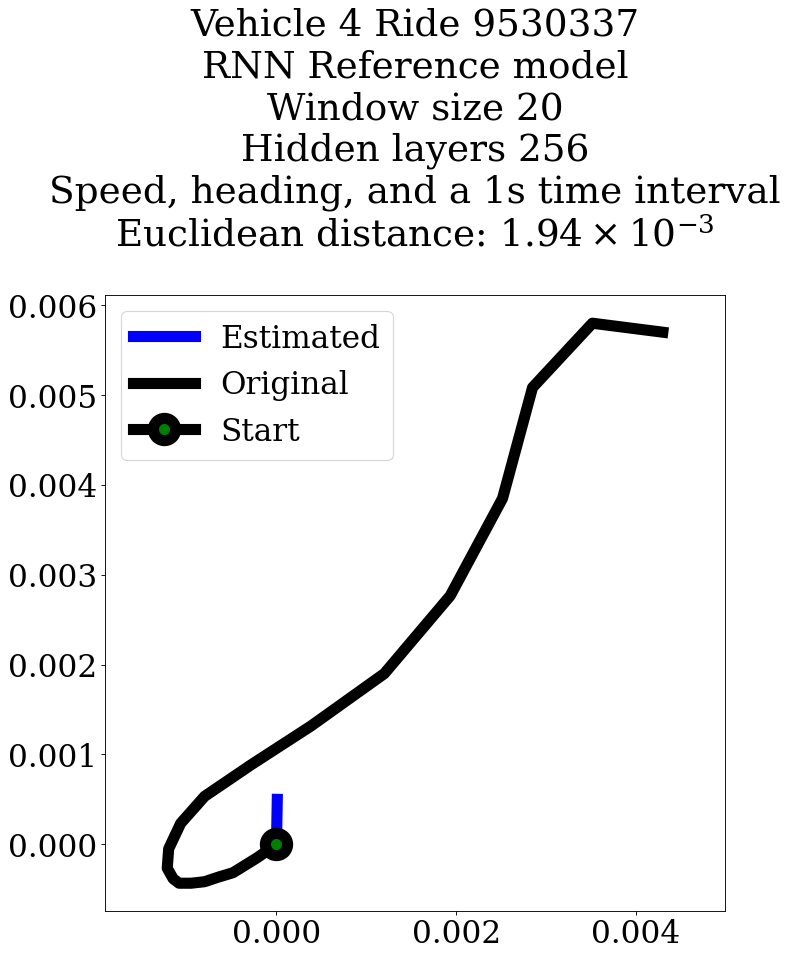 Vehicle 4 Ride 9530337
RNN Reference model
Window size 20
Hidden layers 256
Speed, heading, and a 1s time interval
Euclidean distance: 1.94 × 10⁻³
0.006
0.005
0.004
0.003
0.002
0.001
0.000
Estimated
Original
Start
0.000 0.002 0.004